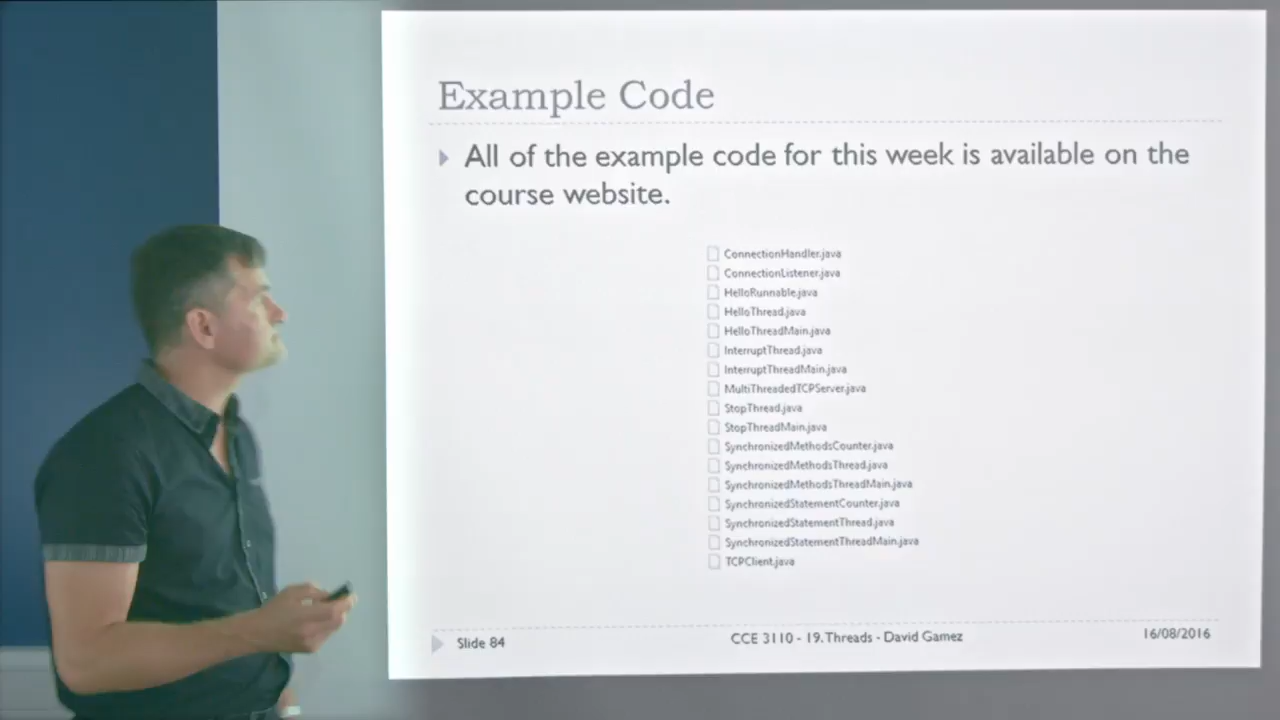 Example Code
All of the example code for this week is available on the
course website.
ConnectionHandler.java
ConnectionListener.java
HelloRunnable.java
HelloThread.java
HelloThreadMain.java
InterruptThread.java
InterruptThreadMain.java
MultiThreadedTCPServer.java
StopThread.java
StopThreadMain.java
SynchronizedMethodsCounter.java
SynchronizedMethodsThread.java
SynchronizedMethodsThreadMain.java
SynchronizedStatementCounter.java
SynchronizedStatementThread.java
SynchronizedStatementThreadMain.java
TCPClient.java
Slide 84
CCE 3110 - 19.Threads - David Gamez
16/08/2016